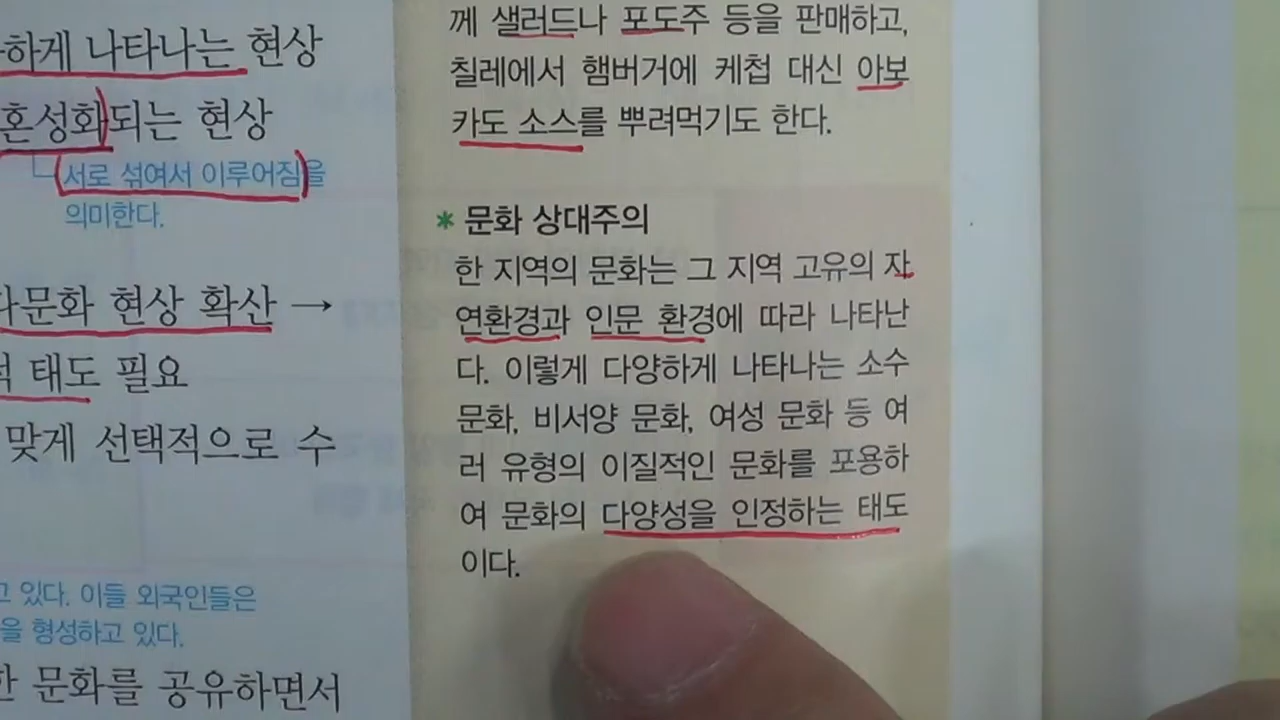 하게 나타나는 현상
혼성화되는 현상
서로 섞여서 이루어짐을
의미한다.
다문화 현상 확산 →
태도 필요
맞게 선택적으로 수
고 있다. 이들 외국인들은
을 형성하고 있다.
한 문화를 공유하면서
께 샐러드나 포도주 등을 판매하고,
칠레에서 햄버거에 케첩 대신 아보
카도 소스를 뿌려먹기도 한다.
* 문화 상대주의
한 지역의 문화는 그 지역 고유의 자
연환경과 인문 환경에 따라 나타난
다. 이렇게 다양하게 나타나는 소수
문화, 비서양 문화, 여성 문화 등 여
러 유형의 이질적인 문화를 포용하
여 문화의 다양성을 인정하는 태도
이다.